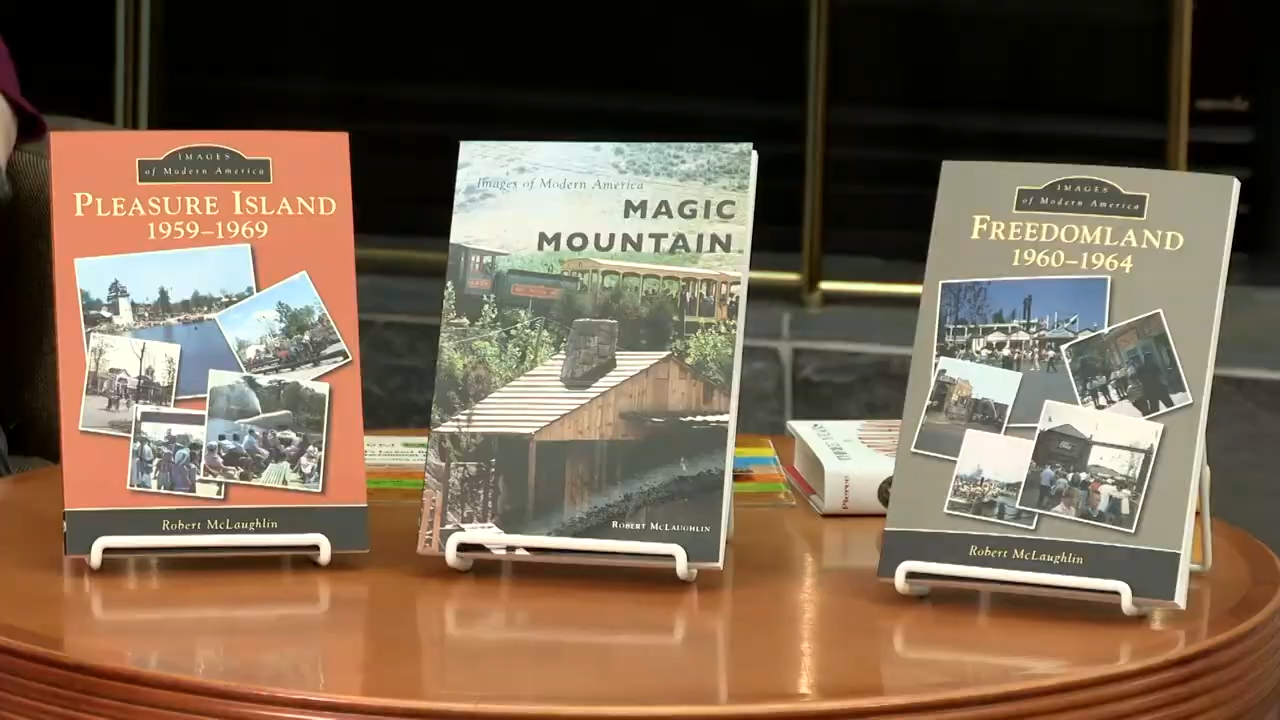 IMAGES
of Modern America
PLEASURE ISLAND
1959–1969
Robert McLaughlin
Images of Modern America
MAGIC
MOUNTAIN
ROBERT MCLAUGHLIN
IMAGES
of Modern America
FREEDOMLAND
1960–1964
Robert McLaughlin
Pierce